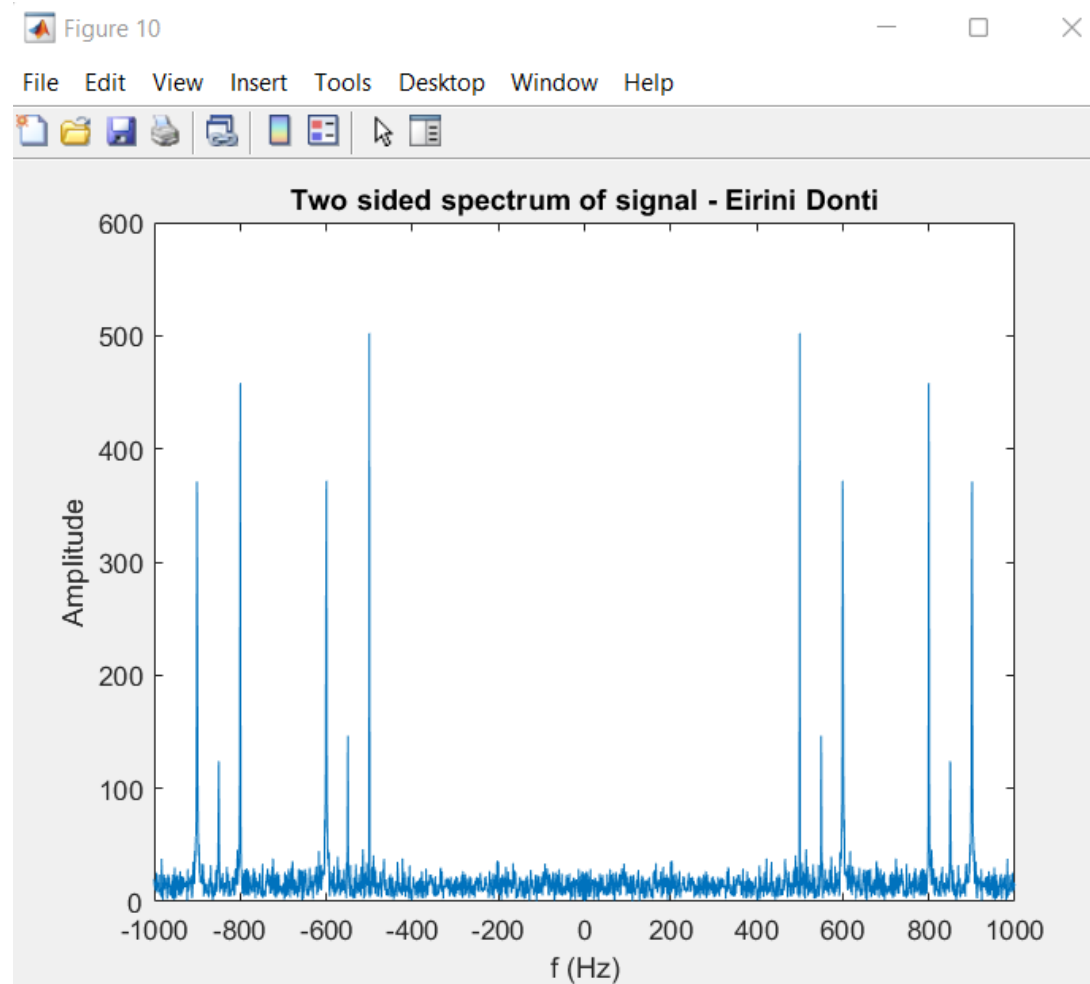 Figure 10
File Edit View Insert Tools Desktop Window Help
Two sided spectrum of signal - Eirini Donti
600
500
400
300
200
100
0
Amplitude
-1000 -800 -600 -400 -200 0 200 400 600 800 1000
f (Hz)